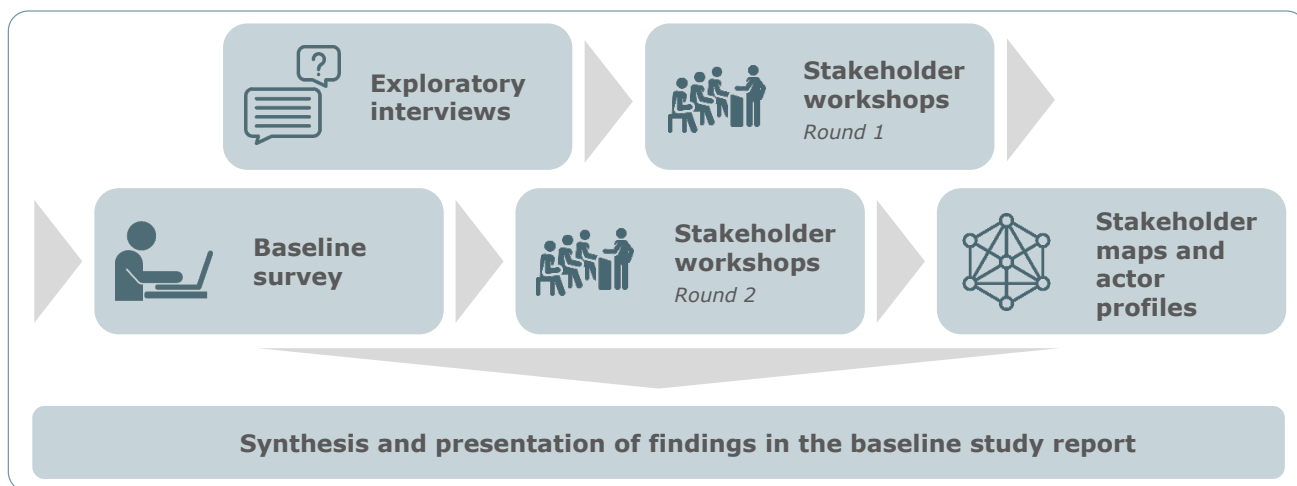 ?
Exploratory
interviews
Stakeholder
workshops
Round 1
Baseline
survey
Stakeholder
workshops
Round 2
Stakeholder
maps and
actor
profiles
Synthesis and presentation of findings in the baseline study report